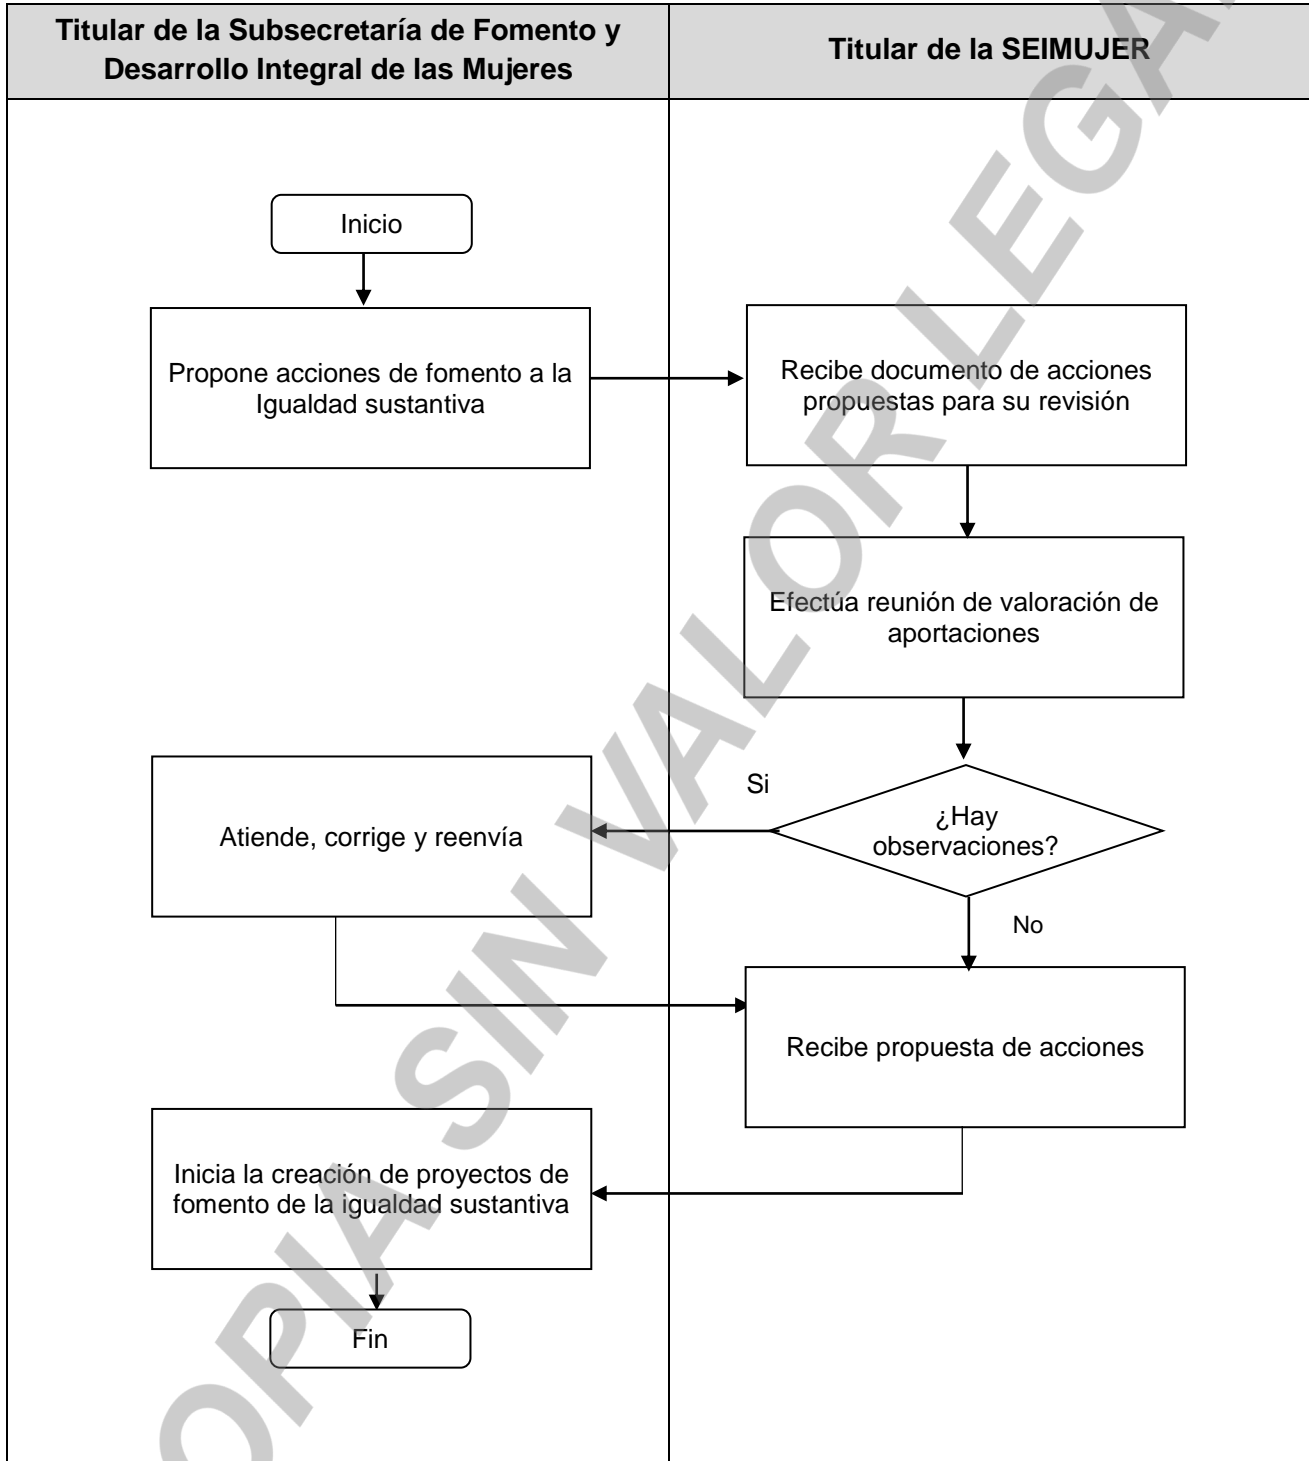 Titular de la Subsecretaría de Fomento y
Desarrollo Integral de las Mujeres
Titular de la SEIMUJER
Inicio
Propone acciones de fomento a la
Igualdad sustantiva
Recibe documento de acciones
propuestas para su revisión
Efectúa reunión de valoración de
aportaciones
Si
¿Hay
observaciones?
Atiende, corrige y reenvía
No
Recibe propuesta de acciones
Inicia la creación de proyectos de
fomento de la igualdad sustantiva
Fin
OPIA SIN VALOR LEGA